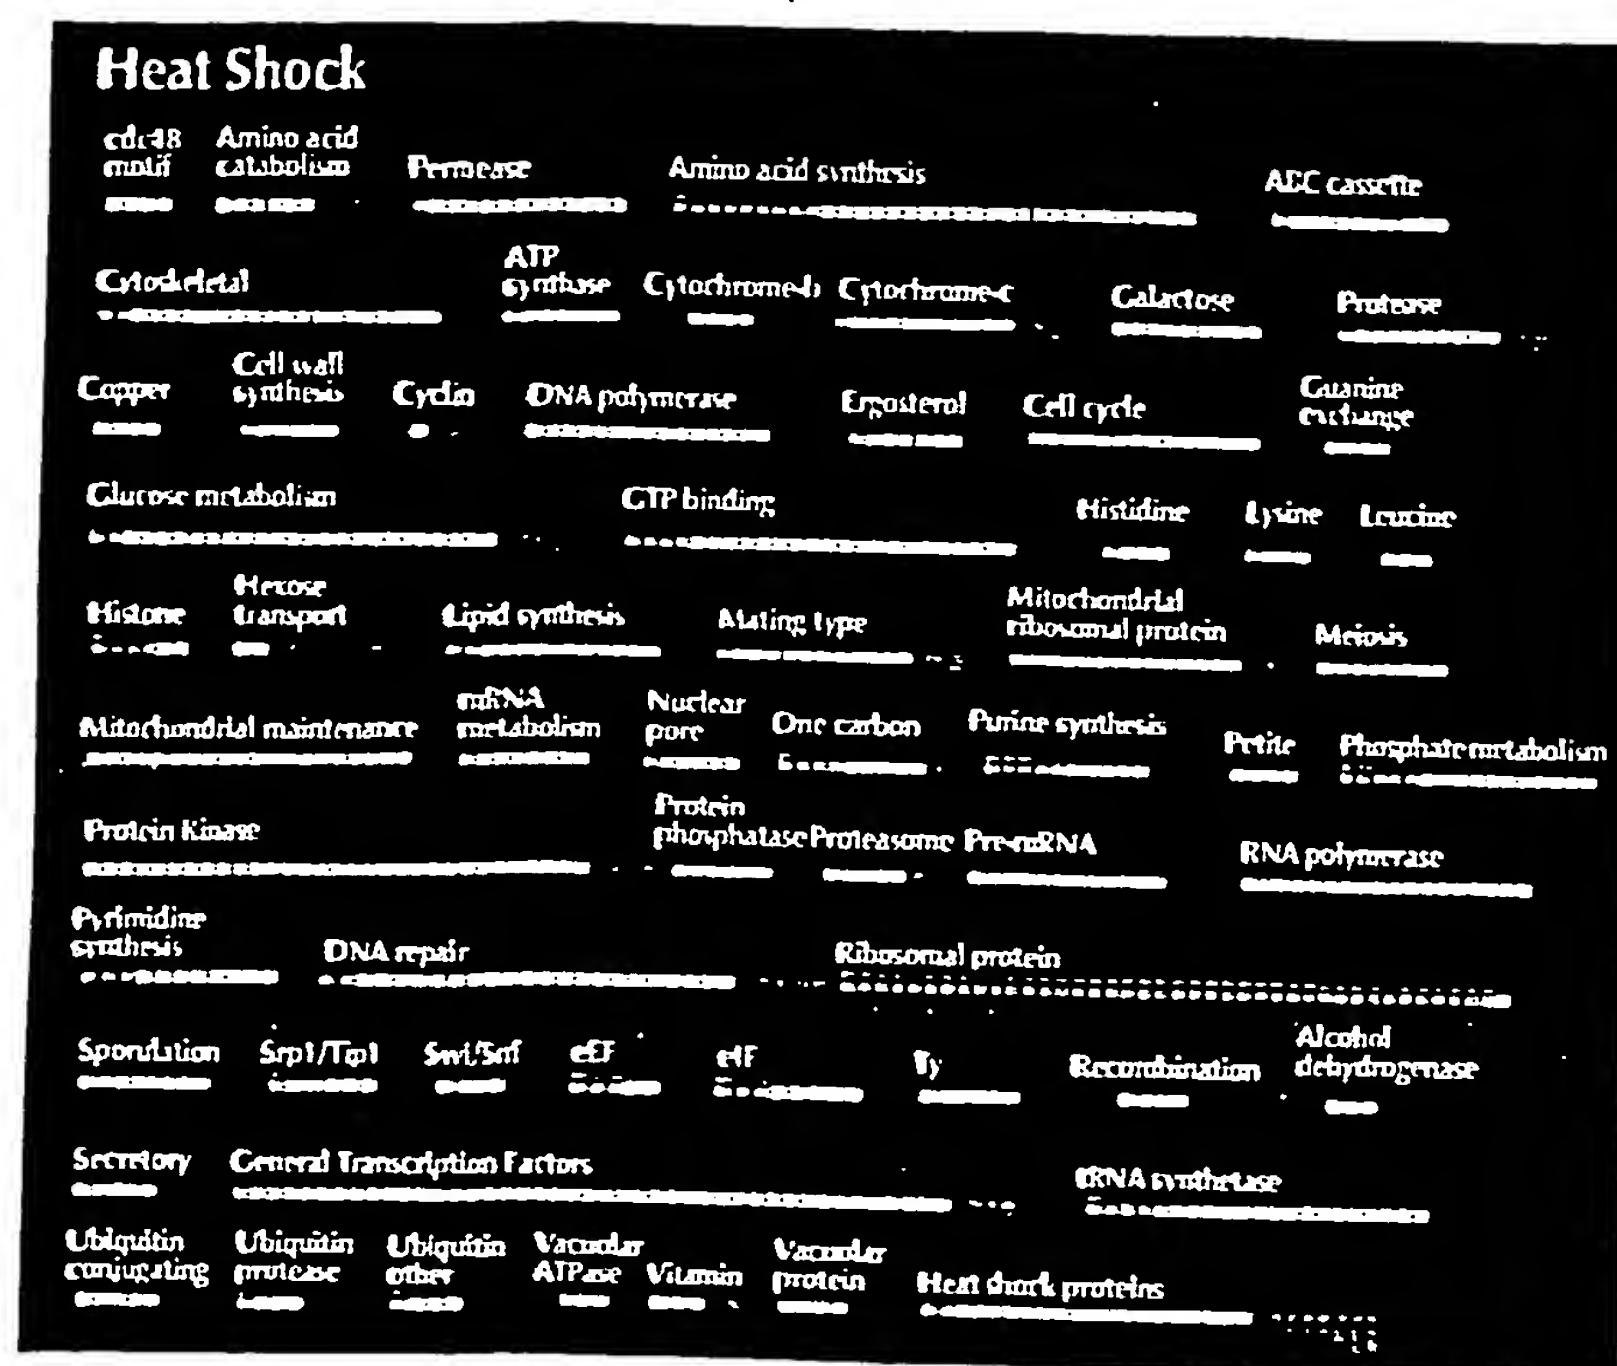 Heat Shock
cdc48 motif
Amino acid catabolism
Permease
Amino acid synthesis
ABC cassette
Cytoskeletal
ATP synthase
Cytochrome-b
Cytochrome-c
Galactose
Protease
Copper
Cell wall synthesis
Cyclin
DNA polymerase
Ergosterol
Cell cycle
Guanine exchange
Glucose metabolism
GTP binding
Histidine
Lysine
Leucine
Histone
Hexose transport
Lipid synthesis
Mating type
Mitochondrial ribosomal protein
Meiosis
Mitochondrial maintenance
mRNA metabolism
Nuclear pore
One carbon
Purine synthesis
Petite
Phosphate metabolism
Protein Kinase
Protein phosphatase
Proteasome
Pre-mRNA
RNA polymerase
Pyrimidine synthesis
DNA repair
Ribosomal protein
Sporulation
Srp1/Tip1
Swi/Snf
eEF
eIF
Ty
Recombination
Alcohol dehydrogenase
Secretory
General Transcription Factors
tRNA synthetase
Ubiquitin conjugating
Ubiquitin protease
Ubiquitin other
Vacuolar ATPase
Vitamin
Vacuolar protein
Heat shock proteins